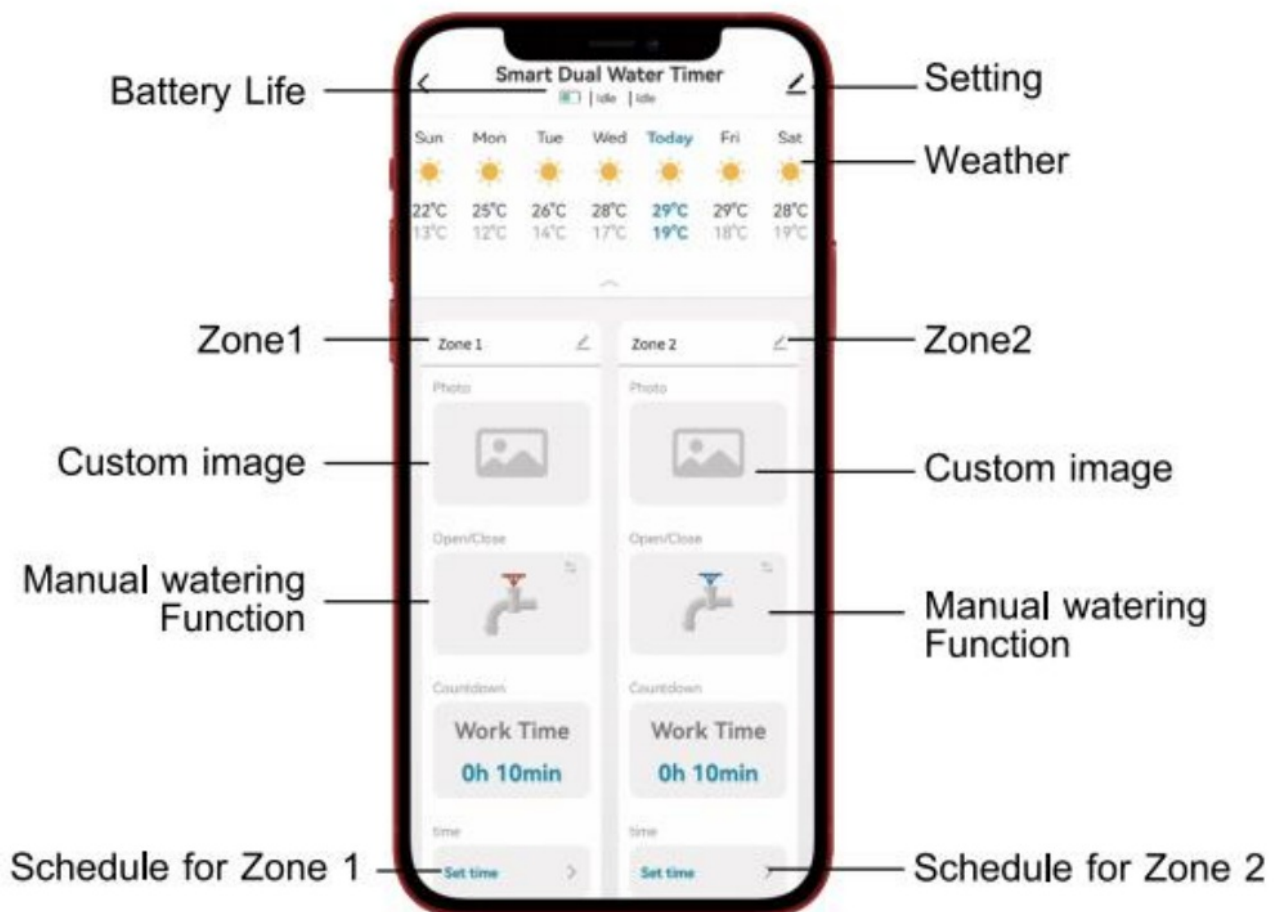 Smart Dual Water Timer
Idle Idle
Battery Life
Setting
Sun Mon Tue Wed Today Fri Sat
Weather
22°C 25°C 26°C 28°C 29°C 29°C 28°C
13°C 12°C 14°C 17°C 19°C 18°C 19°C
Zone1
Zone 1
Zone 2
Zone2
Photo
Photo
Custom image
Custom image
Open/Close
Open/Close
Manual watering
Function
Manual watering
Function
Countdown
Countdown
Work Time
0h 10min
Work Time
0h 10min
time
time
Schedule for Zone 1
Set time
Set time
Schedule for Zone 2